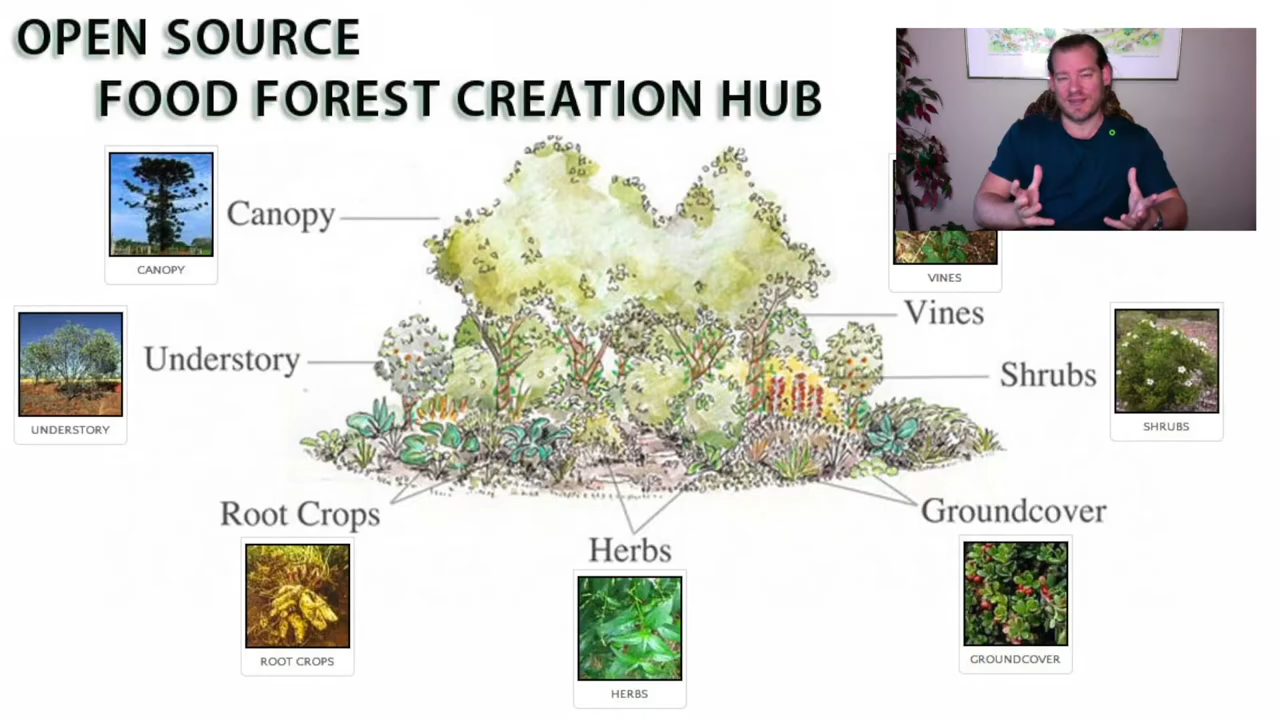 OPEN SOURCE
FOOD FOREST CREATION HUB
Canopy
CANOPY
VINES
Vines
Understory
UNDERSTORY
Shrubs
SHRUBS
Root Crops
ROOT CROPS
Herbs
HERBS
Groundcover
GROUNDCOVER